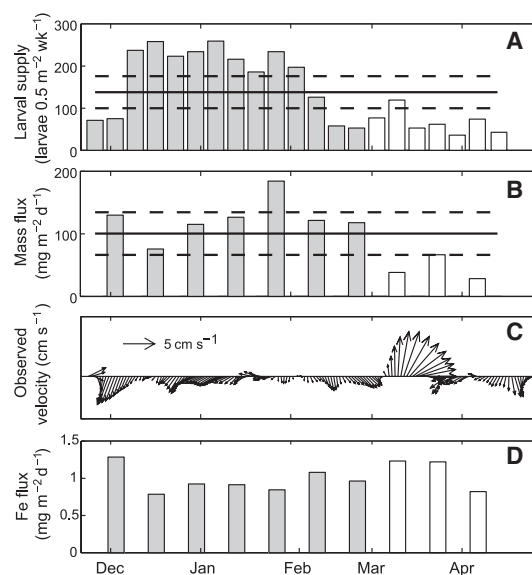 A
Larval supply
(larvae 0.5 m⁻² wk⁻¹)
300
200
100
0
B
Mass flux
(mg m⁻² d⁻¹)
200
100
0
C
Observed
velocity (cm s⁻¹)
5 cm s⁻¹
D
Fe flux
(mg m⁻² d⁻¹)
1.5
1
0.5
0
Dec Jan Feb Mar Apr